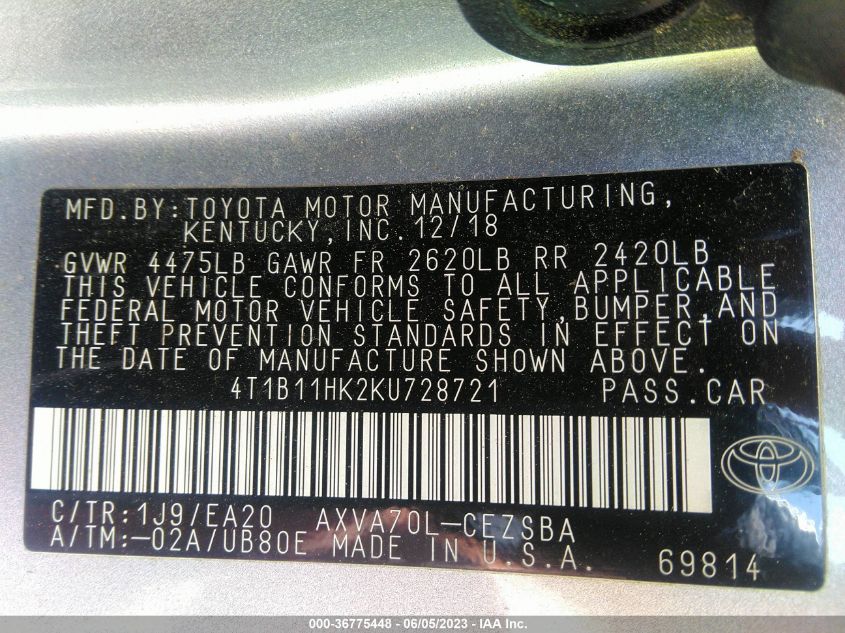 MFD.BY:TOYOTA MOTOR MANUFACTURING,
KENTUCKY,INC.12/18
GVWR 4475LB GAWR FR 2620LB RR 2420LB
THIS VEHICLE CONFORMS TO ALL APPLICABLE
FEDERAL MOTOR VEHICLE SAFETY,BUMPER,AND
THEFT PREVENTION STANDARDS IN EFFECT ON
THE DATE OF MANUFACTURE SHOWN ABOVE.
4T1B11HK2KU728721 PASS.CAR
C/TR:1J9/EA20 AXVA70L-CEZSBA
A/TM:-02A/UB80E MADE IN U.S.A. 69814
000-36775448 - 06/05/2023 - IAA Inc.